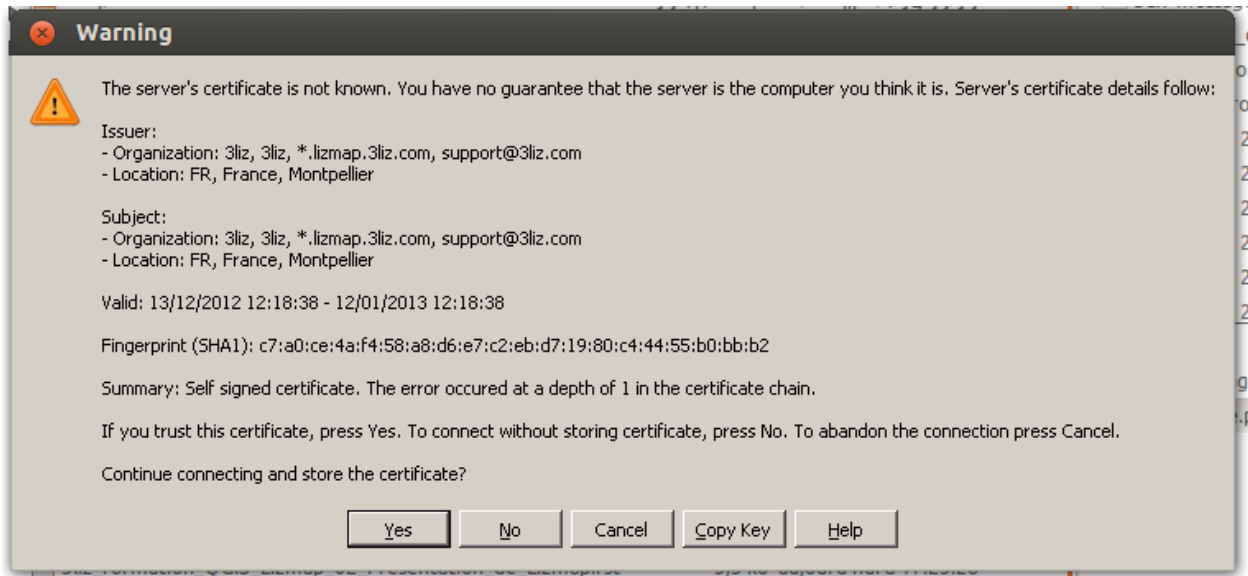 Warning
The server's certificate is not known. You have no guarantee that the server is the computer you think it is. Server's certificate details follow:
Issuer:
- Organization: 3liz, 3liz, *.lizmap.3liz.com, support@3liz.com
- Location: FR, France, Montpellier
Subject:
- Organization: 3liz, 3liz, *.lizmap.3liz.com, support@3liz.com
- Location: FR, France, Montpellier
Valid: 13/12/2012 12:18:38 - 12/01/2013 12:18:38
Fingerprint (SHA1): c7:a0:ce:4a:f4:58:a8:d6:e7:c2:eb:d7:19:80:c4:44:55:b0:bb:b2
Summary: Self signed certificate. The error occured at a depth of 1 in the certificate chain.
If you trust this certificate, press Yes. To connect without storing certificate, press No. To abandon the connection press Cancel.
Continue connecting and store the certificate?
Yes No Cancel Copy Key Help